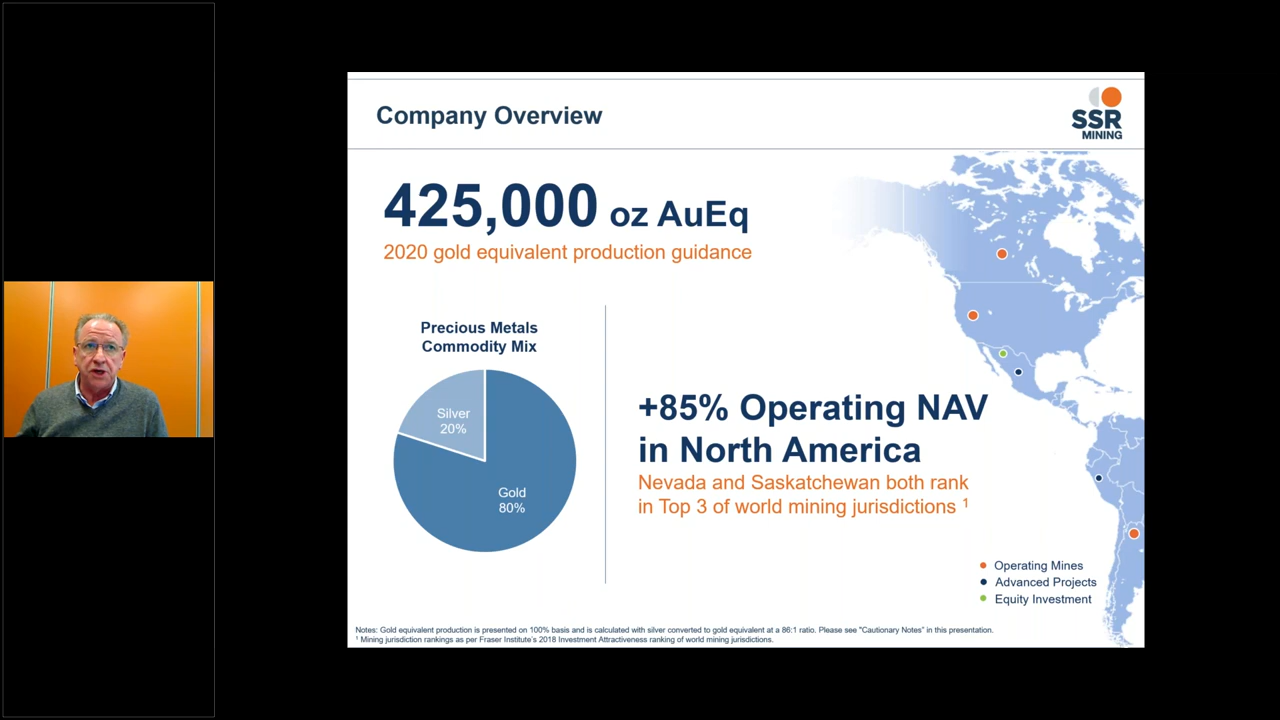 Company Overview
SSR
MINING
425,000 oz AuEq
2020 gold equivalent production guidance
Precious Metals
Commodity Mix
Silver
20%
Gold
80%
+85% Operating NAV
in North America
Nevada and Saskatchewan both rank
in Top 3 of world mining jurisdictions 1
Operating Mines
Advanced Projects
Equity Investment
Notes: Gold equivalent production is presented on 100% basis and is calculated with silver converted to gold equivalent at a 86:1 ratio. Please see "Cautionary Notes" in this presentation.
1 Mining jurisdiction rankings as per Fraser Institute's 2018 Investment Attractiveness ranking of world mining jurisdictions.